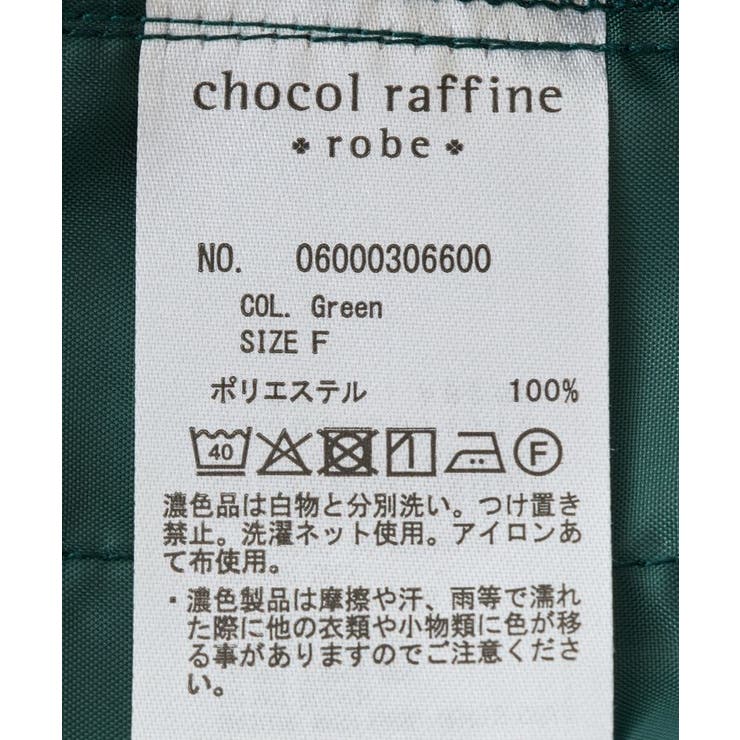 chocol raffine
robe
NO. 06000306600
COL. Green
SIZE F
ポリエステル 100%
40 F
濃色品は白物と分別洗い。つけ置き
禁止。洗濯ネット使用。アイロンあ
て布使用。
・濃色製品は摩擦や汗、雨等で濡れ
た際に他の衣類や小物類に色が移
る事がありますのでご注意くださ
い。